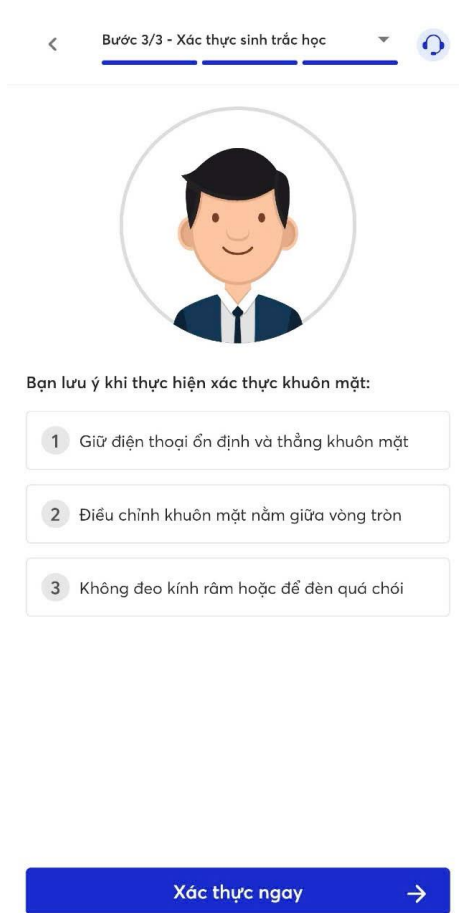 Bước 3/3 - Xác thực sinh trắc học
Bạn lưu ý khi thực hiện xác thực khuôn mặt:
1 Giữ điện thoại ổn định và thẳng khuôn mặt
2 Điều chỉnh khuôn mặt nằm giữa vòng tròn
3 Không đeo kính râm hoặc để đèn quá chói
Xác thực ngay